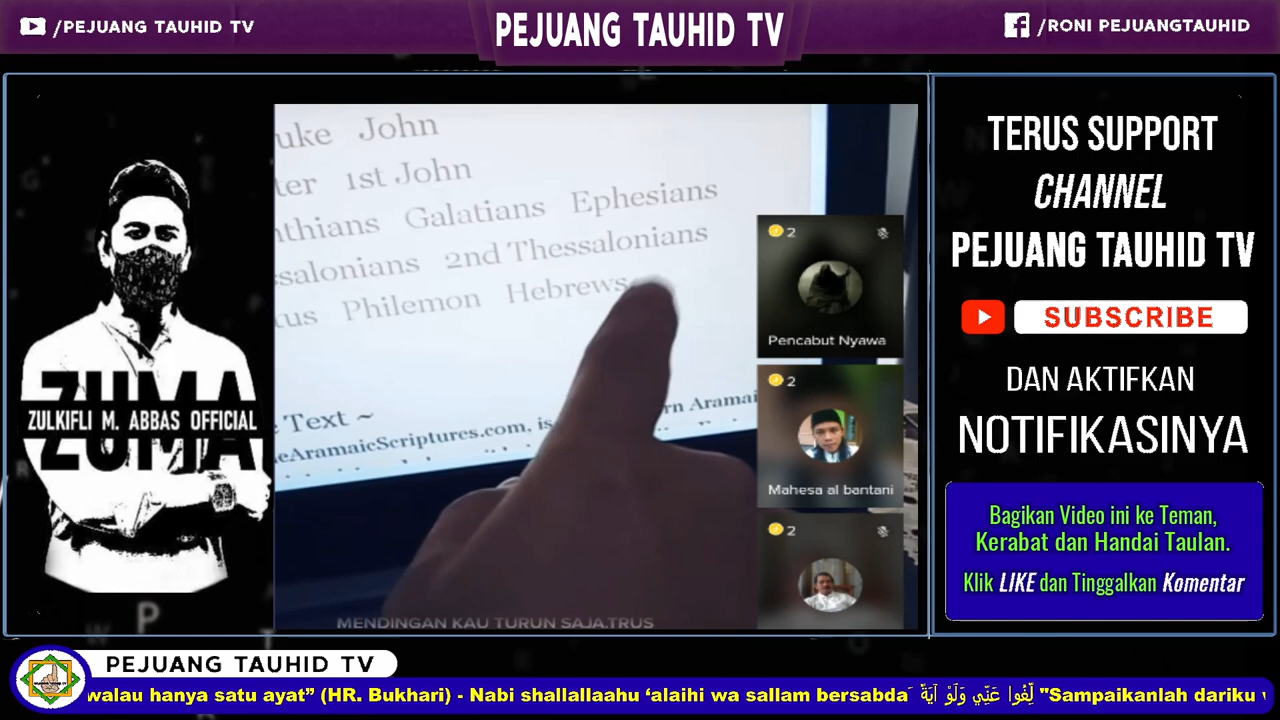 /PEJUANG TAUHID TV
PEJUANG TAUHID TV
/RONI PEJUANGTAUHID
ZUMA
ZULKIFLI M. ABBAS OFFICIAL
uke John
ter 1st John
nthians Galatians Ephesians
ssalonians 2nd Thessalonians
tus Philemon Hebrews
Text ~
eAramaicScriptures.com, is
rn Aramai
2
Pencabut Nyawa
2
Mahesa al bantani
2
MENDINGAN KAU TURUN SAJA.TRUS
TERUS SUPPORT
CHANNEL
PEJUANG TAUHID TV
SUBSCRIBE
DAN AKTIFKAN
NOTIFIKASINYA
Bagikan Video ini ke Teman,
Kerabat dan Handai Taulan.
Klik LIKE dan Tinggalkan Komentar
PEJUANG TAUHID TV
walau hanya satu ayat” (HR. Bukhari) - Nabi shallallaahu ‘alaihi wa sallam bersabda لِّغُوا عَنِّي وَلَوْ آيَةً "Sampaikanlah dariku